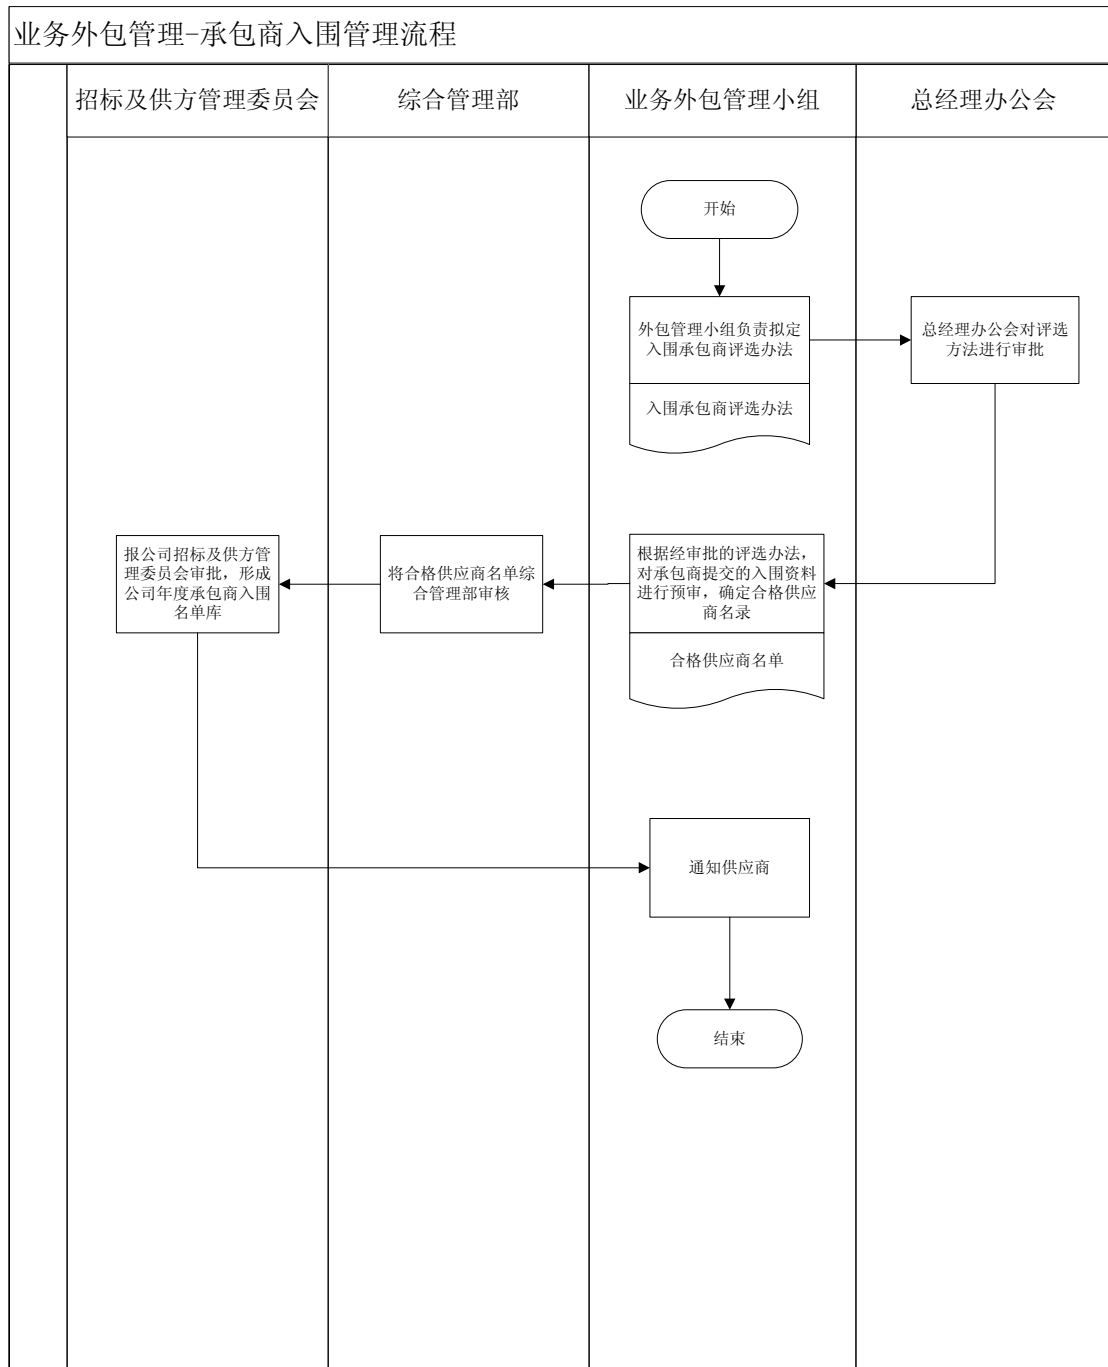 业务外包管理-承包商入围管理流程
招标及供方管理委员会
综合管理部
业务外包管理小组
总经理办公会
开始
外包管理小组负责拟定
入围承包商评选办法
总经理办公会对评选
方法进行审批
入围承包商评选办法
报公司招标及供方管
理委员会审批，形成
公司年度承包商入围
名单库
将合格供应商名单综
合管理部审核
根据经审批的评选办法，
对承包商提交的入围资料
进行预审，确定合格供应
商名录
合格供应商名单
通知供应商
结束